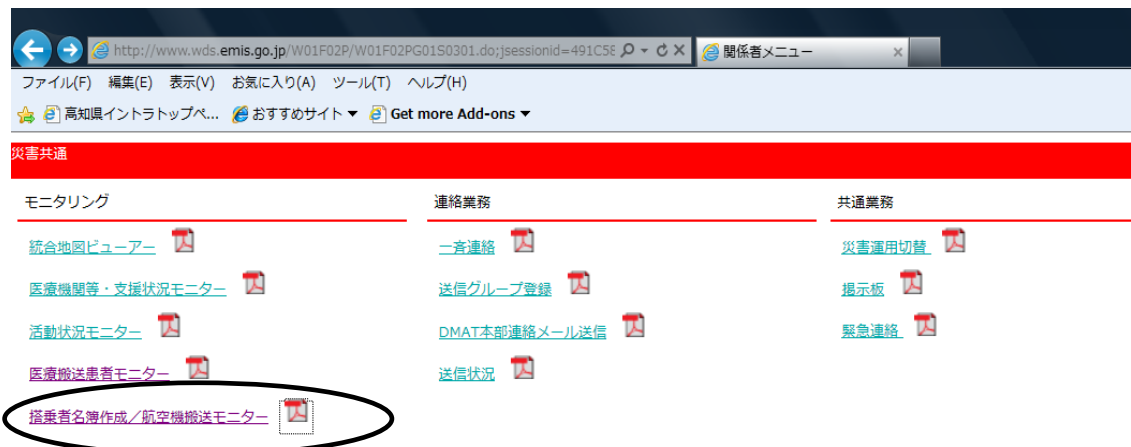 http://www.wds.emis.go.jp/W01F02P/W01F02PG01S0301.do;jsessionid=491C58
関係者メニュー
ファイル(F) 編集(E) 表示(V) お気に入り(A) ツール(T) ヘルプ(H)
高知県イントラトップペ... おすすめサイト ▼ Get more Add-ons ▼
災害共通
モニタリング 連絡業務 共通業務
統合地図ビューアー 一斉連絡 災害運用切替
医療機関等・支援状況モニター 送信グループ登録 掲示板
活動状況モニター DMAT本部連絡メール送信 緊急連絡
医療搬送患者モニター 送信状況
搭乗者名簿作成／航空機搬送モニター